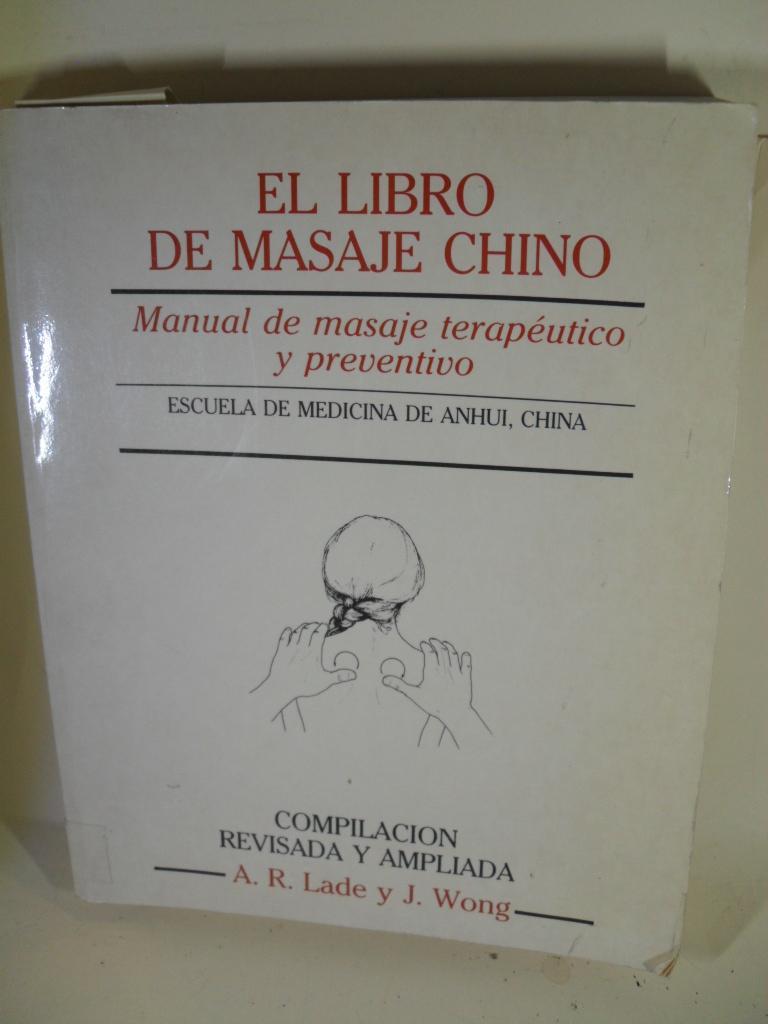 EL LIBRO
DE MASAJE CHINO
Manual de masaje terapéutico
y preventivo
ESCUELA DE MEDICINA DE ANHUI, CHINA
COMPILACION
REVISADA Y AMPLIADA
A. R. Lade y J. Wong